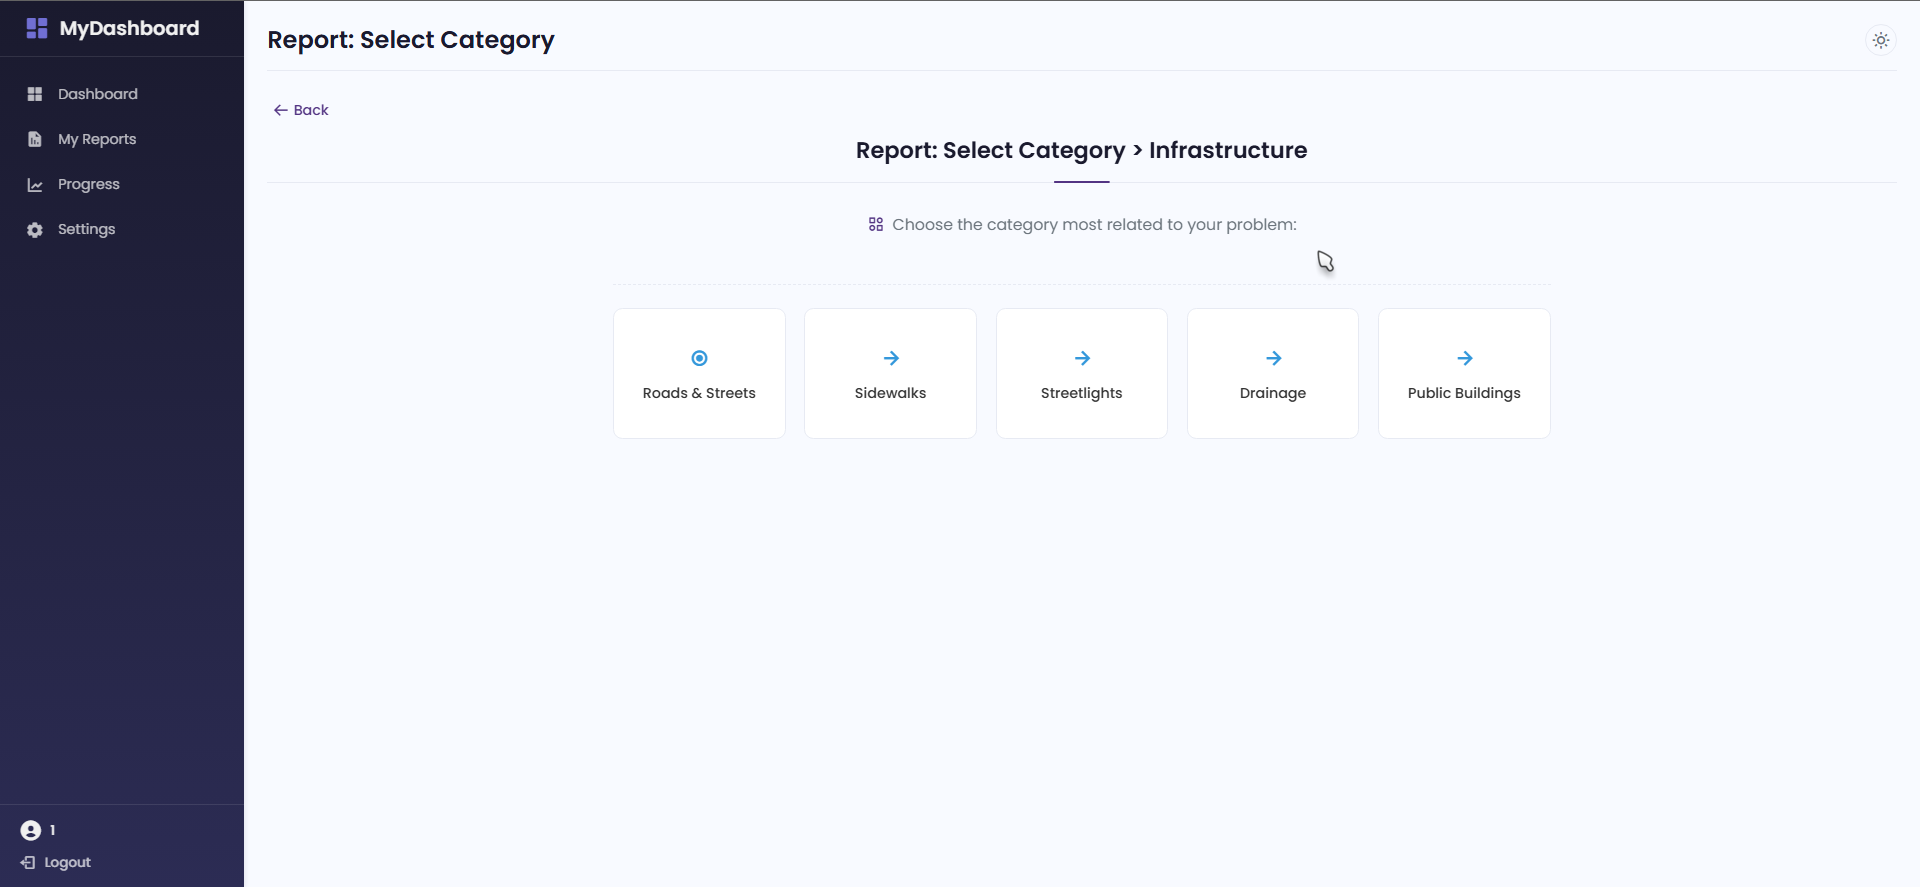 MyDashboard
Dashboard
My Reports
Progress
Settings
1
Logout
Report: Select Category
Back
Report: Select Category > Infrastructure
Choose the category most related to your problem:
Roads & Streets
Sidewalks
Streetlights
Drainage
Public Buildings